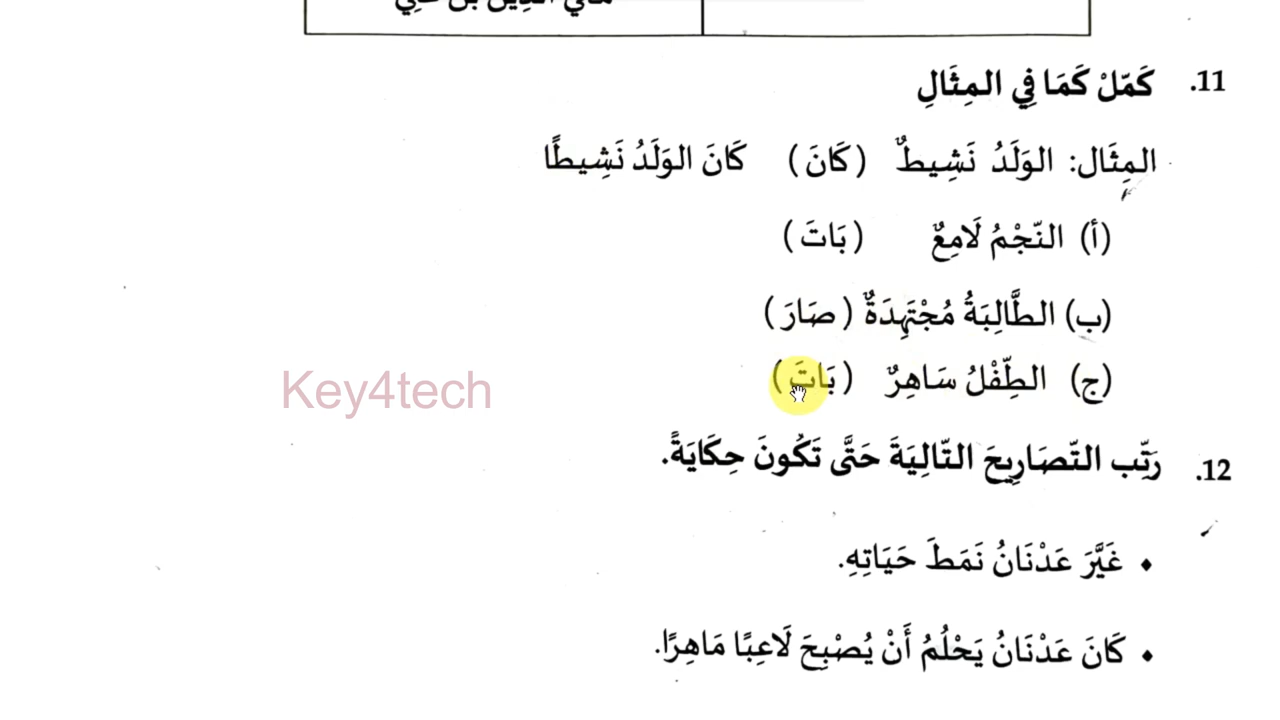 11. كَمّلْ كَمَا فِي المِثَالِ
المِثَال: الوَلَدُ نَشِيطٌ (كَانَ) كَانَ الوَلَدُ نَشِيطًا
(أ) النّجْمُ لَامِعٌ (بَاتَ)
(ب) الطَّالِبَةُ مُجْتَهِدَةٌ (صَارَ)
(ج) الطِّفْلُ سَاهِرٌ (بَاتَ)
Key4tech
12. رَتِّب التّصَارِيحَ التّالِيَةَ حَتَّى تَكُونَ حِكَايَةً.
• غَيَّرَ عَدْنَانُ نَمَطَ حَيَاتِهِ.
• كَانَ عَدْنَانُ يَحْلُمُ أَنْ يُصْبِحَ لَاعِبًا مَاهِرًا.